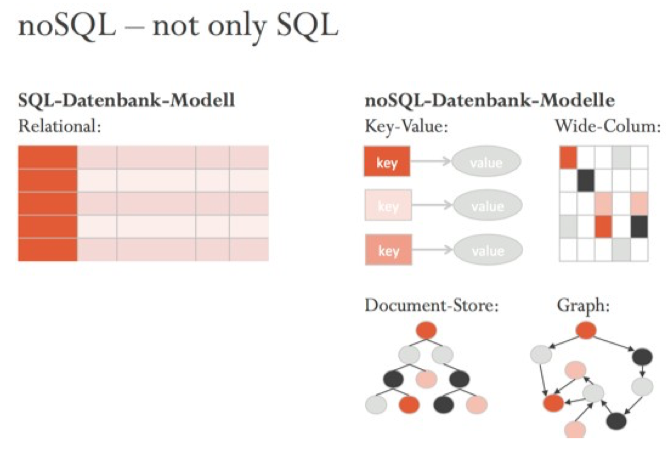 noSQL – not only SQL
SQL-Datenbank-Modell
Relational:
noSQL-Datenbank-Modelle
Key-Value:
key
value
key
value
key
value
Wide-Colum:
Document-Store:
Graph: